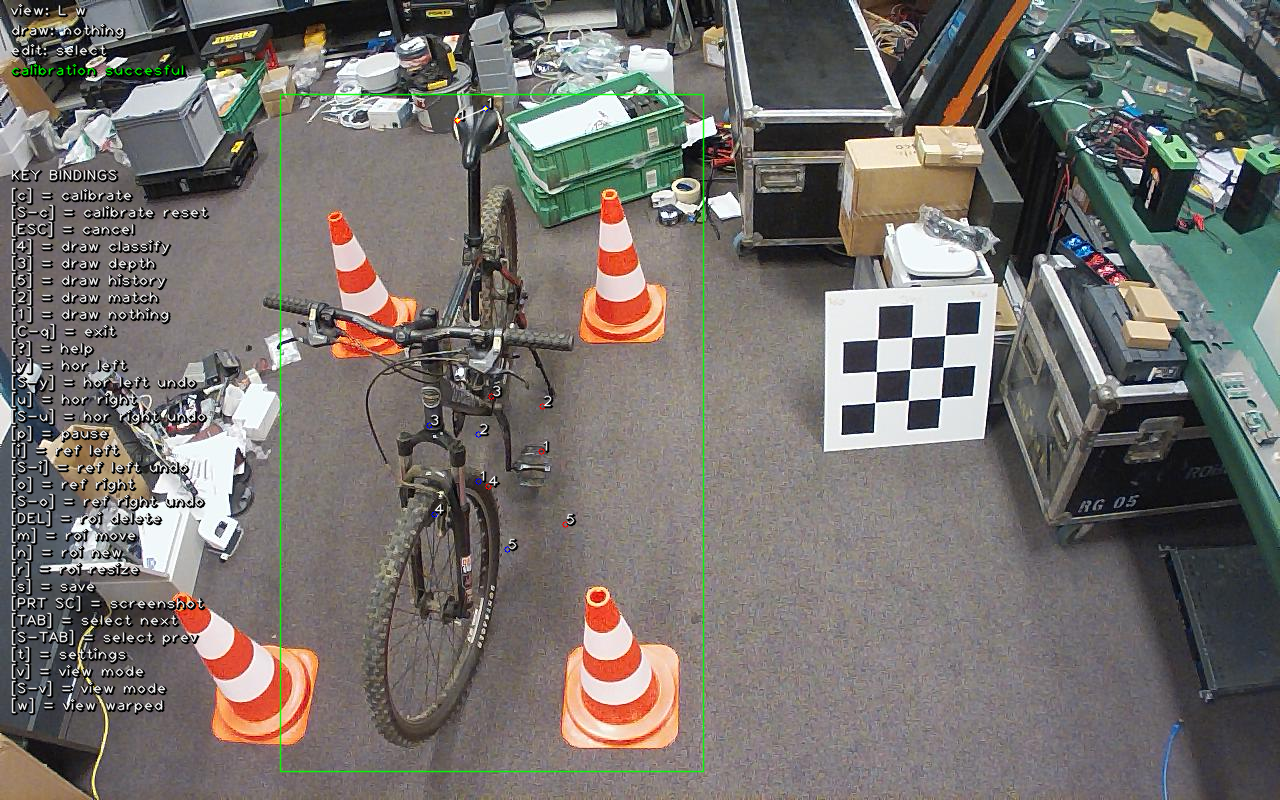 view: L w
draw: nothing
edit: select
calibration succesful
KEY BINDINGS
[c] = calibrate
[S-c] = calibrate reset
[ESC] = cancel
[4] = draw classify
[3] = draw depth
[5] = draw history
[2] = draw match
[1] = draw nothing
[C-q] = exit
[?] = help
[y] = hor left
[S-y] = hor left undo
[u] = hor right
[S-u] = hor right undo
[p] = pause
[i] = ref left
[S-i] = ref left undo
[o] = ref right
[S-o] = ref right undo
[DEL] = roi delete
[m] = roi move
[n] = roi new
[r] = roi resize
[s] = save
[PRT SC] = screenshot
[TAB] = select next
[S-TAB] = select prev
[t] = settings
[v] = view mode
[S-v] = view mode
[w] = view warped
3
2
3
2
1
1
4
4
5
5
RG 05